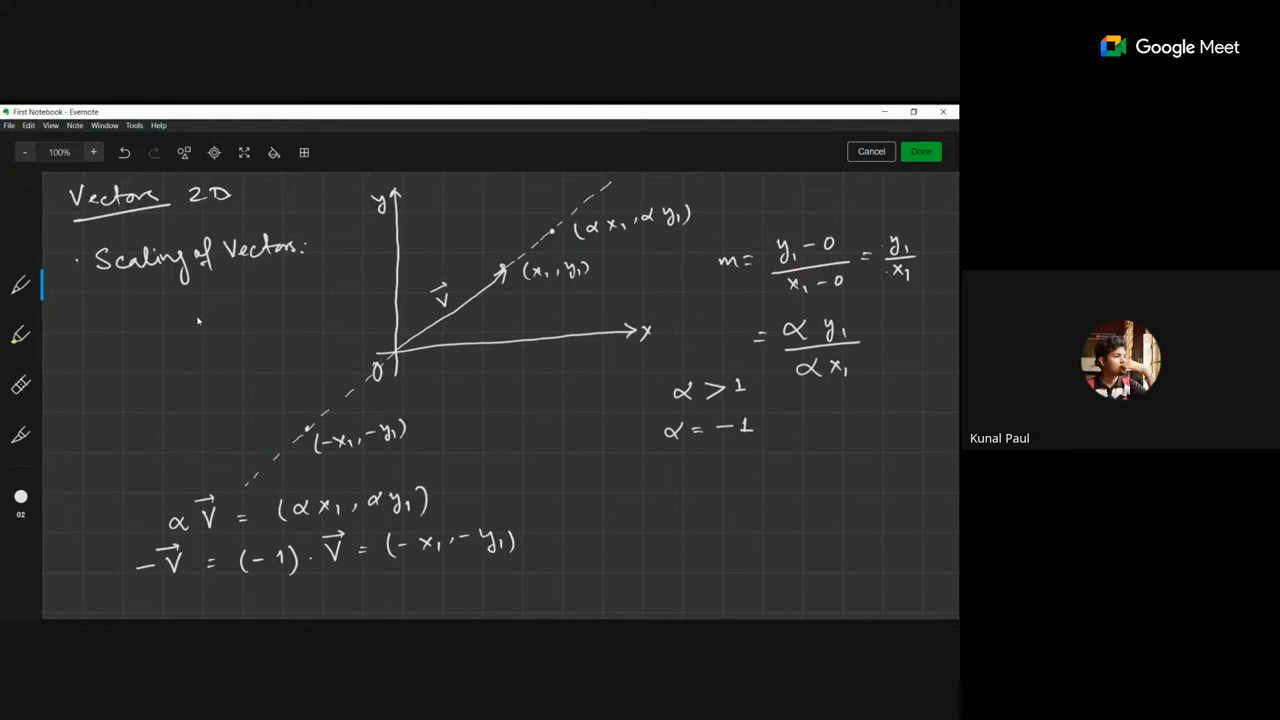 Google Meet
First Notebook - Evernote
File Edit View Note Window Tools Help
- 100% +
Cancel
Done
Vectors 2D
· Scaling of Vectors:
y
(αx₁, αy₁)
(x₁, y₁)
V⃗
x
O
(-x₁, -y₁)
m = (y₁ - 0)/(x₁ - 0) = y₁/x₁
= αy₁/αx₁
α > 1
α = -1
αV⃗ = (αx₁, αy₁)
-V⃗ = (-1) · V⃗ = (-x₁, -y₁)
02
Kunal Paul